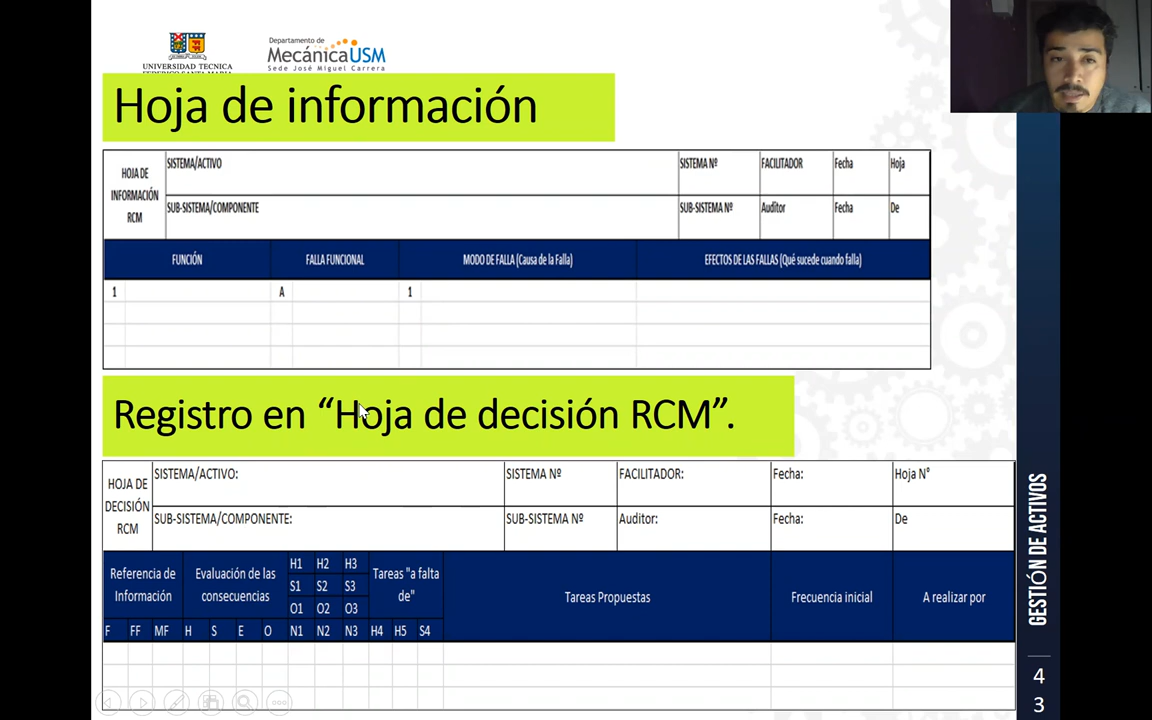 UNIVERSIDAD TECNICA
FEDERICO SANTA MARIA
Departamento de
MecánicaUSM
Sede José Miguel Carrera
Hoja de información
HOJA DE INFORMACIÓN RCM
SISTEMA/ACTIVO
SISTEMA Nº
FACILITADOR
Fecha
Hoja
SUB-SISTEMA/COMPONENTE
SUB-SISTEMA Nº
Auditor
Fecha
De
FUNCIÓN
FALLA FUNCIONAL
MODO DE FALLA (Causa de la Falla)
EFECTOS DE LAS FALLAS (Qué sucede cuando falla)
1
A
1
Registro en “Hoja de decisión RCM”.
HOJA DE DECISIÓN RCM
SISTEMA/ACTIVO:
SISTEMA Nº
FACILITADOR:
Fecha:
Hoja N°
SUB-SISTEMA/COMPONENTE:
SUB-SISTEMA Nº
Auditor:
Fecha:
De
Referencia de Información
Evaluación de las consecuencias
H1 H2 H3
S1 S2 S3
O1 O2 O3
Tareas "a falta de"
Tareas Propuestas
Frecuencia inicial
A realizar por
F FF MF H S E O N1 N2 N3 H4 H5 S4
GESTIÓN DE ACTIVOS
4
3